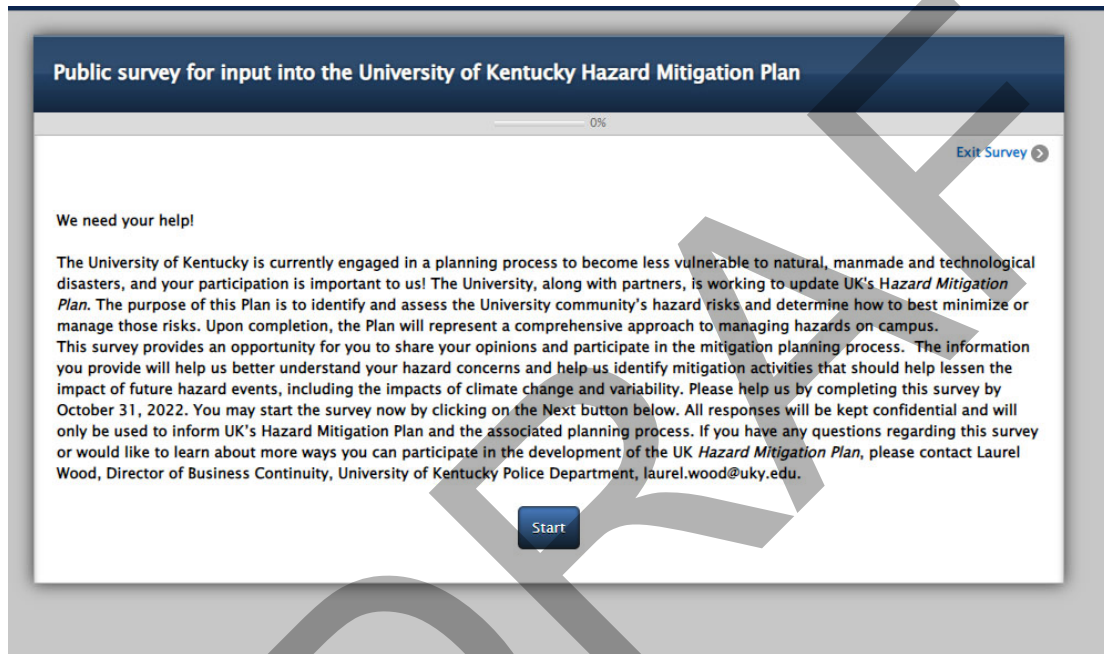 Public survey for input into the University of Kentucky Hazard Mitigation Plan
0%
Exit Survey
We need your help!
The University of Kentucky is currently engaged in a planning process to become less vulnerable to natural, manmade and technological
disasters, and your participation is important to us! The University, along with partners, is working to update UK's Hazard Mitigation
Plan. The purpose of this Plan is to identify and assess the University community's hazard risks and determine how to best minimize or
manage those risks. Upon completion, the Plan will represent a comprehensive approach to managing hazards on campus.
This survey provides an opportunity for you to share your opinions and participate in the mitigation planning process. The information
you provide will help us better understand your hazard concerns and help us identify mitigation activities that should help lessen the
impact of future hazard events, including the impacts of climate change and variability. Please help us by completing this survey by
October 31, 2022. You may start the survey now by clicking on the Next button below. All responses will be kept confidential and will
only be used to inform UK's Hazard Mitigation Plan and the associated planning process. If you have any questions regarding this survey
or would like to learn about more ways you can participate in the development of the UK Hazard Mitigation Plan, please contact Laurel
Wood, Director of Business Continuity, University of Kentucky Police Department, laurel.wood@uky.edu.
Start